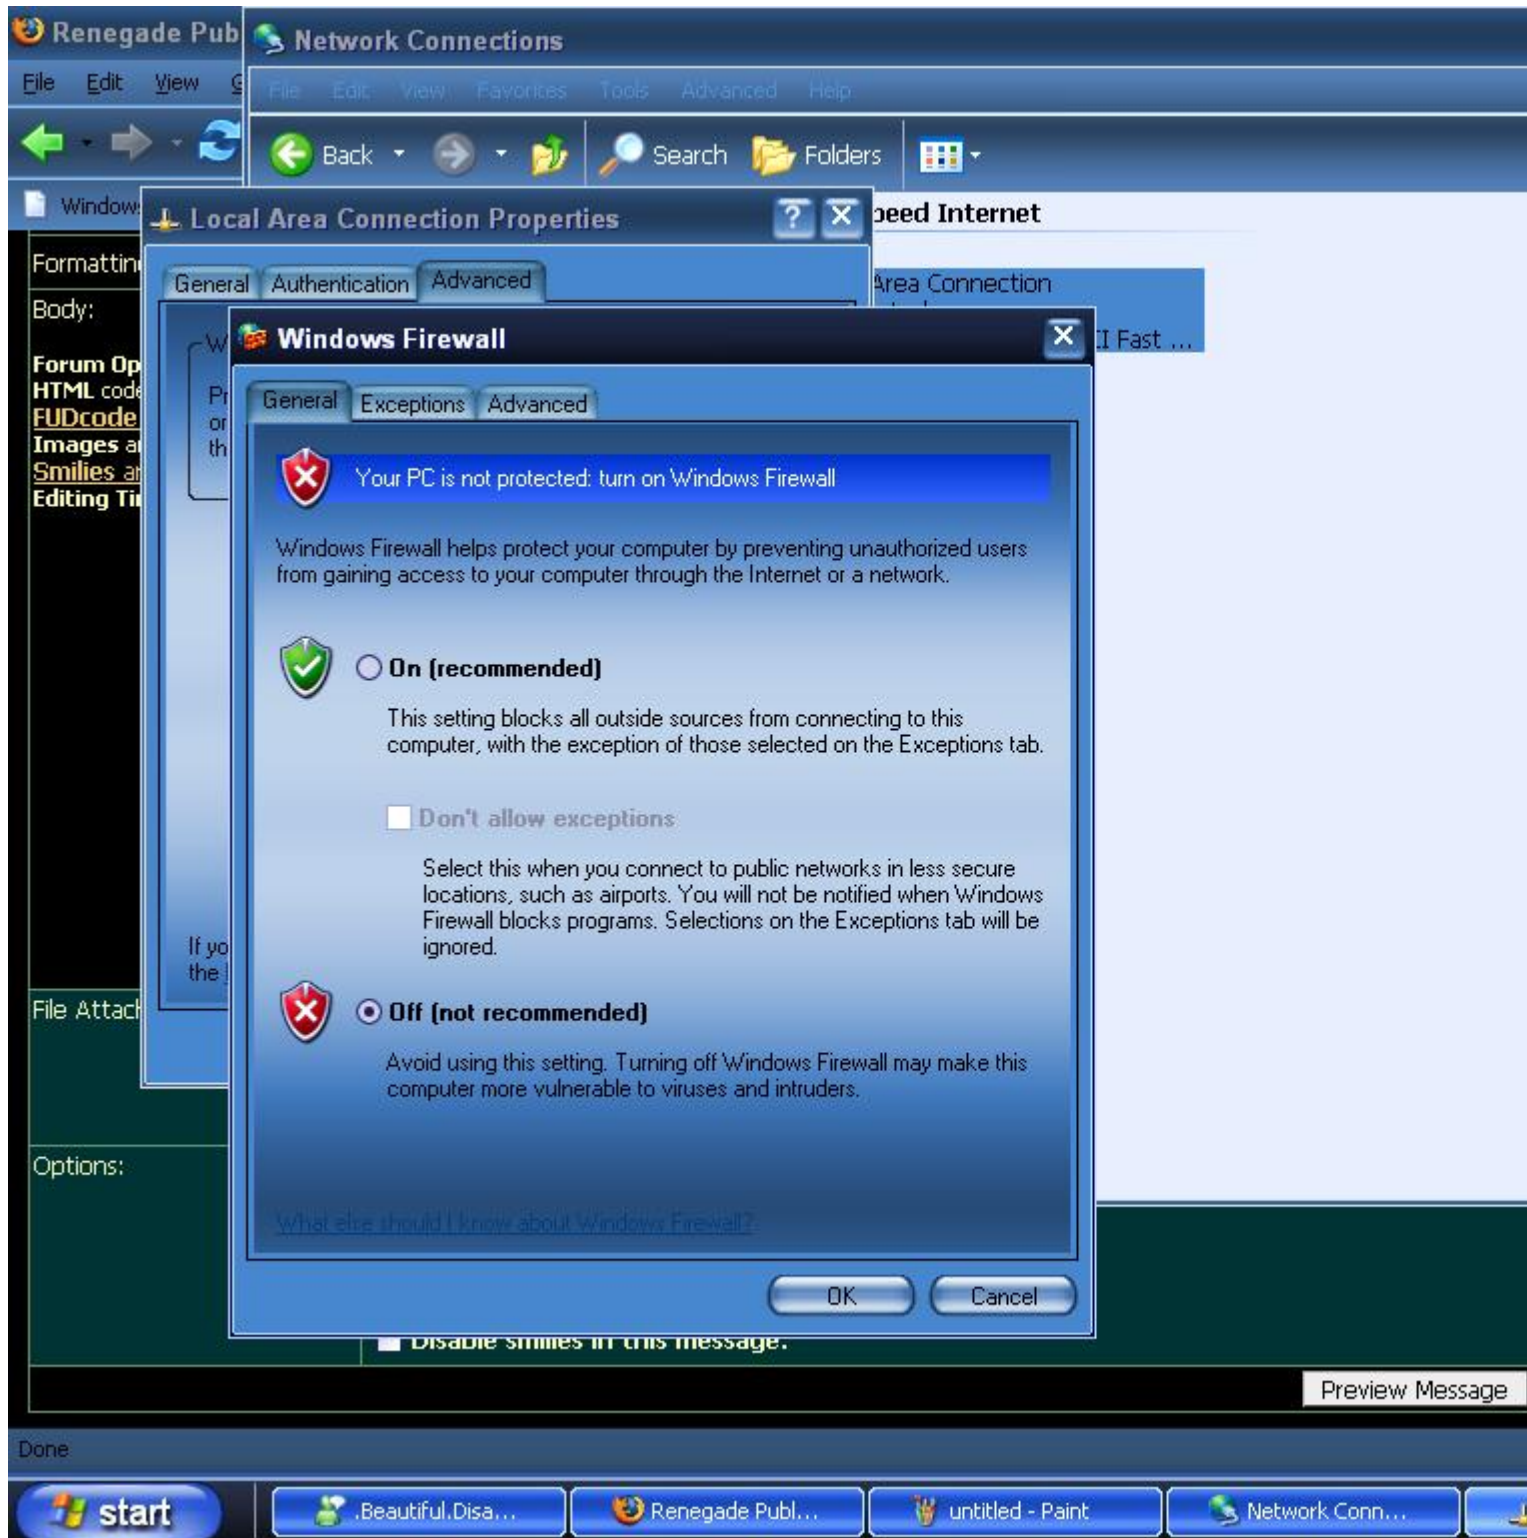 Renegade Pub
Network Connections
File Edit View G
File Edit View Favorites Tools Advanced Help
Back Search Folders
Window
Local Area Connection Properties
peed Internet
General Authentication Advanced
Area Connection
II Fast ...
Formatting
Body:
Forum Op
HTML code
FUDcode
Images a
Smilies ar
Editing Ti
W
Pr
or
th
Windows Firewall
General Exceptions Advanced
Your PC is not protected: turn on Windows Firewall
Windows Firewall helps protect your computer by preventing unauthorized users
from gaining access to your computer through the Internet or a network.
On (recommended)
This setting blocks all outside sources from connecting to this
computer, with the exception of those selected on the Exceptions tab.
Don't allow exceptions
Select this when you connect to public networks in less secure
locations, such as airports. You will not be notified when Windows
Firewall blocks programs. Selections on the Exceptions tab will be
ignored.
If yo
the
Off (not recommended)
Avoid using this setting. Turning off Windows Firewall may make this
computer more vulnerable to viruses and intruders.
What else should I know about Windows Firewall?
OK Cancel
File Attach
Options:
Disable smilies in this message.
Preview Message
Done
start .Beautiful.Disa... Renegade Publ... untitled - Paint Network Conn...